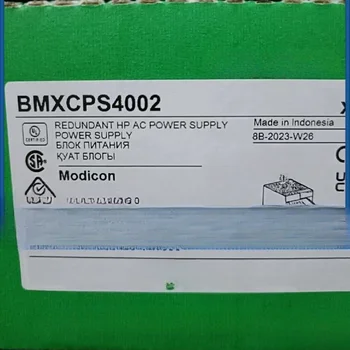 BMXCPS4002
REDUNDANT HP AC POWER SUPPLY
POWER SUPPLY
БЛОК ПИТАНИЯ
ҚУАТ БЛОГЫ
Modicon
Made in Indonesia
8B-2023-W26